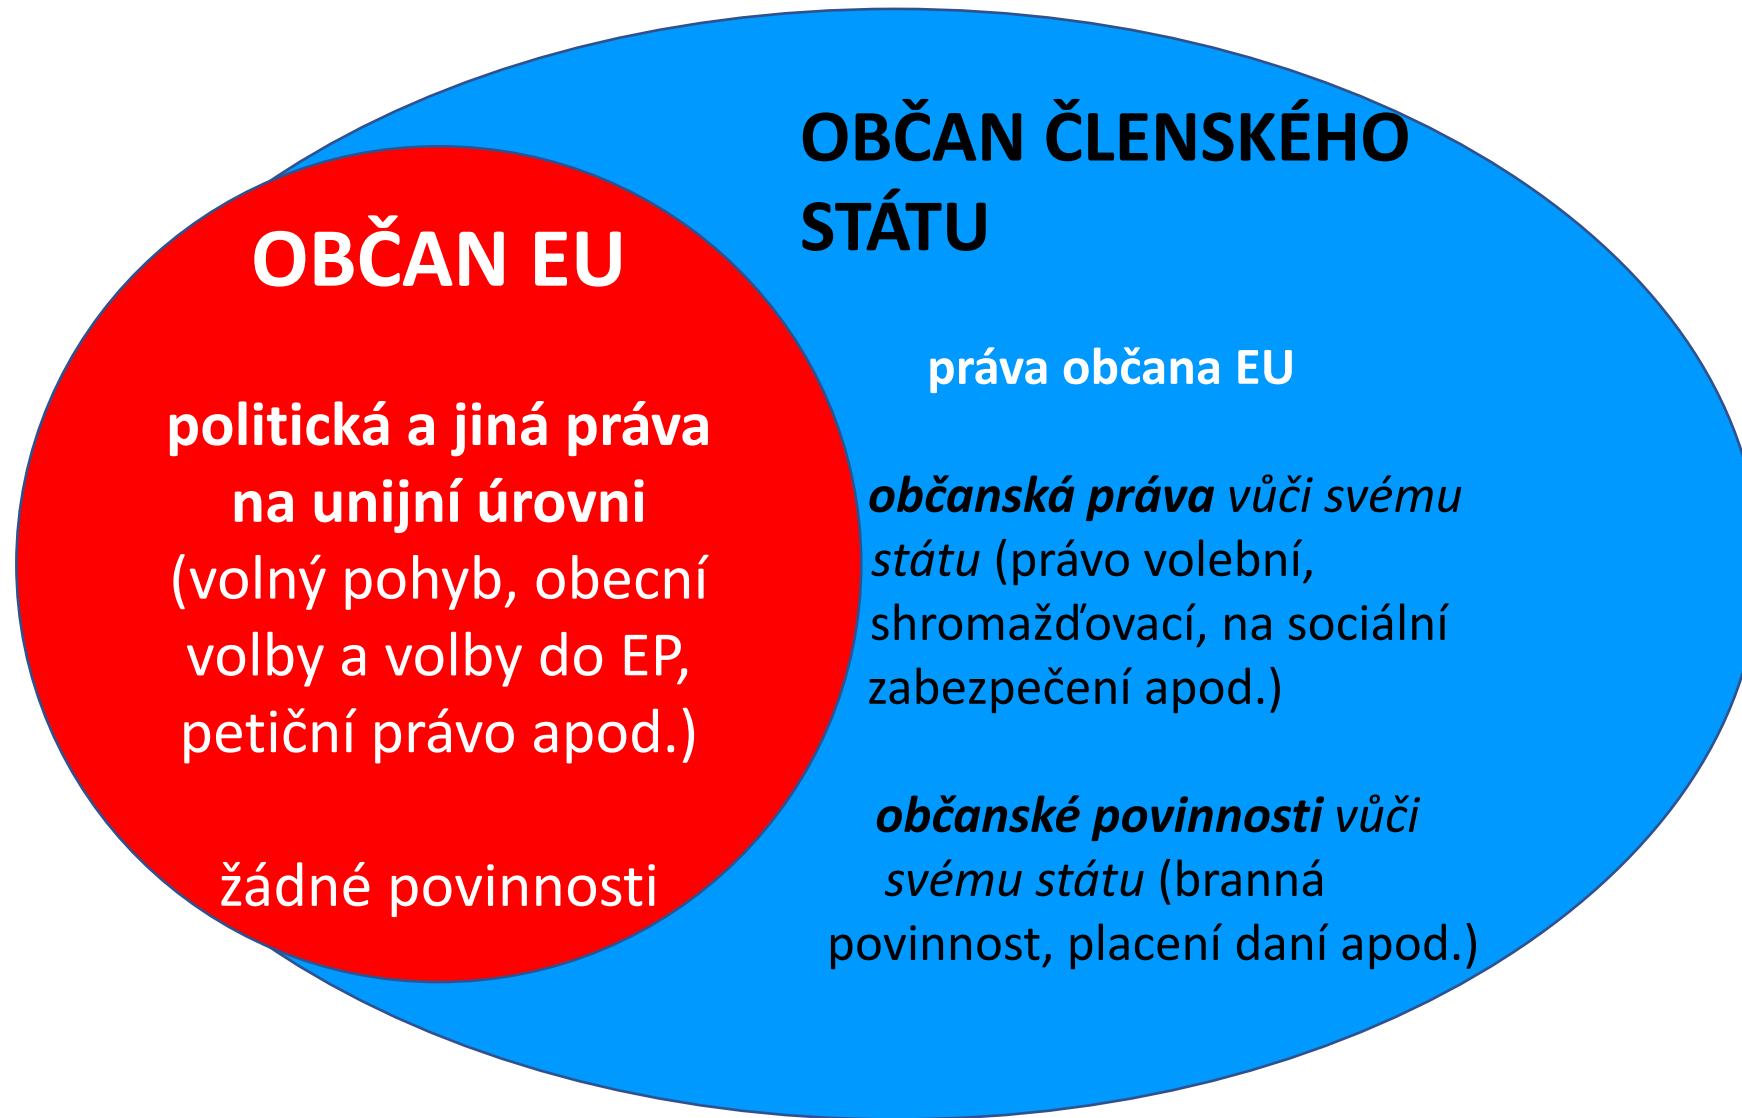 OBČAN EU
politická a jiná práva
na unijní úrovni
(volný pohyb, obecní
volby a volby do EP,
petiční právo apod.)
žádné povinnosti
OBČAN ČLENSKÉHO
STÁTU
práva občana EU
občanská práva vůči svému
státu (právo volební,
shromažďovací, na sociální
zabezpečení apod.)
občanské povinnosti vůči
svému státu (branná
povinnost, placení daní apod.)